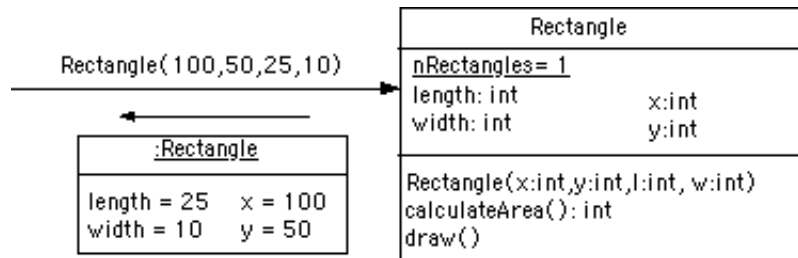 Rectangle(100,50,25,10)
:Rectangle
length = 25 x = 100
width = 10 y = 50
Rectangle
nRectangles= 1
length: int x:int
width: int y:int
Rectangle(x:int,y:int,l:int, w:int)
calculateArea(): int
draw()